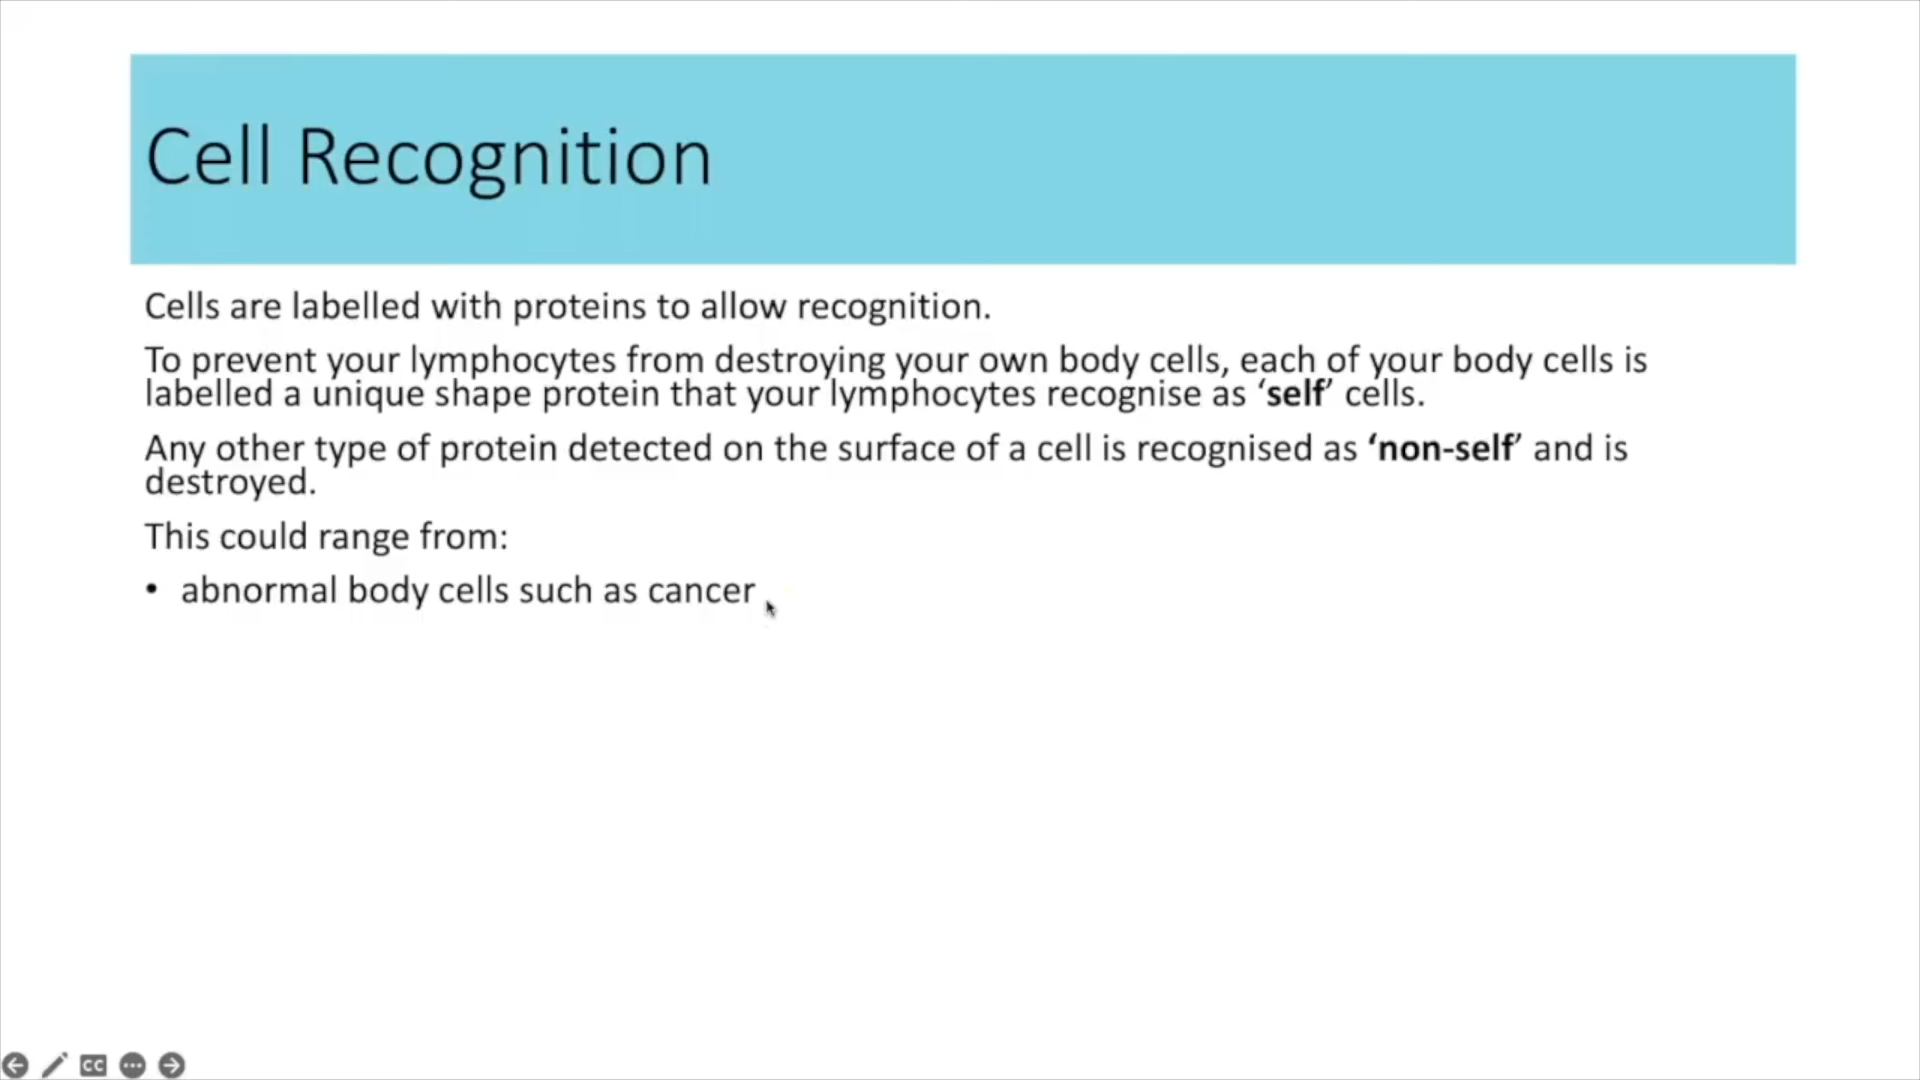 Cell Recognition
Cells are labelled with proteins to allow recognition.
To prevent your lymphocytes from destroying your own body cells, each of your body cells is
labelled a unique shape protein that your lymphocytes recognise as ‘self’ cells.
Any other type of protein detected on the surface of a cell is recognised as ‘non-self’ and is
destroyed.
This could range from:
• abnormal body cells such as cancer
CC